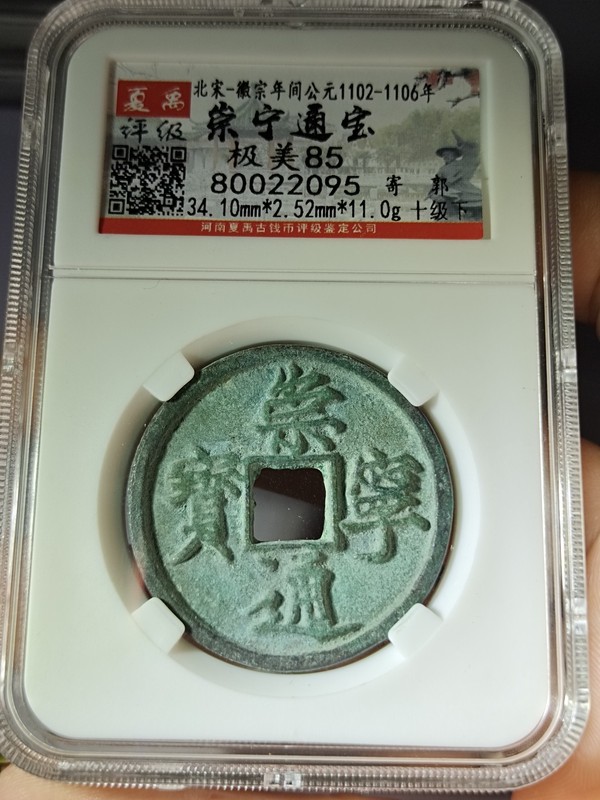 夏禹
评级
北宋-徽宗年间公元1102-1106年
崇宁通宝
极美85
80022095 寄 郭
34.10mm*2.52mm*11.0g 十级下
河南夏禹古钱币评级鉴定公司
崇
寧
通
寶